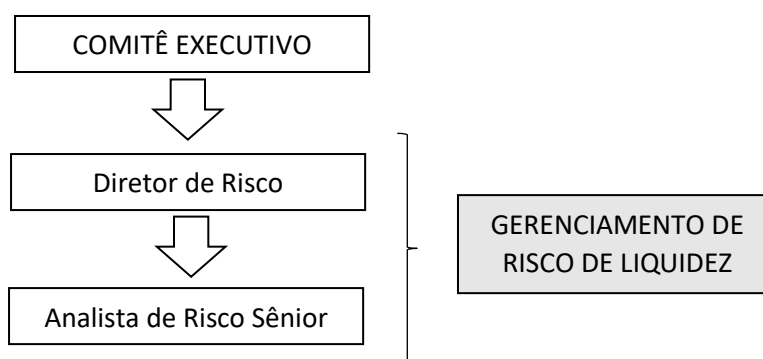 COMITÊ EXECUTIVO
Diretor de Risco
Analista de Risco Sênior
GERENCIAMENTO DE
RISCO DE LIQUIDEZ